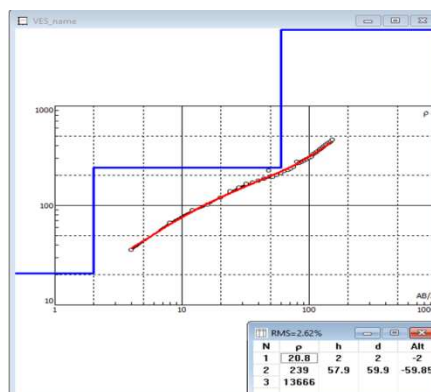 VES_name
1000
ρ
100
10
1 10 100 AB/
RMS=2.62%
N ρ h d Alt
1 20.8 2 2 -2
2 239 57.9 59.9 -59.85
3 13666